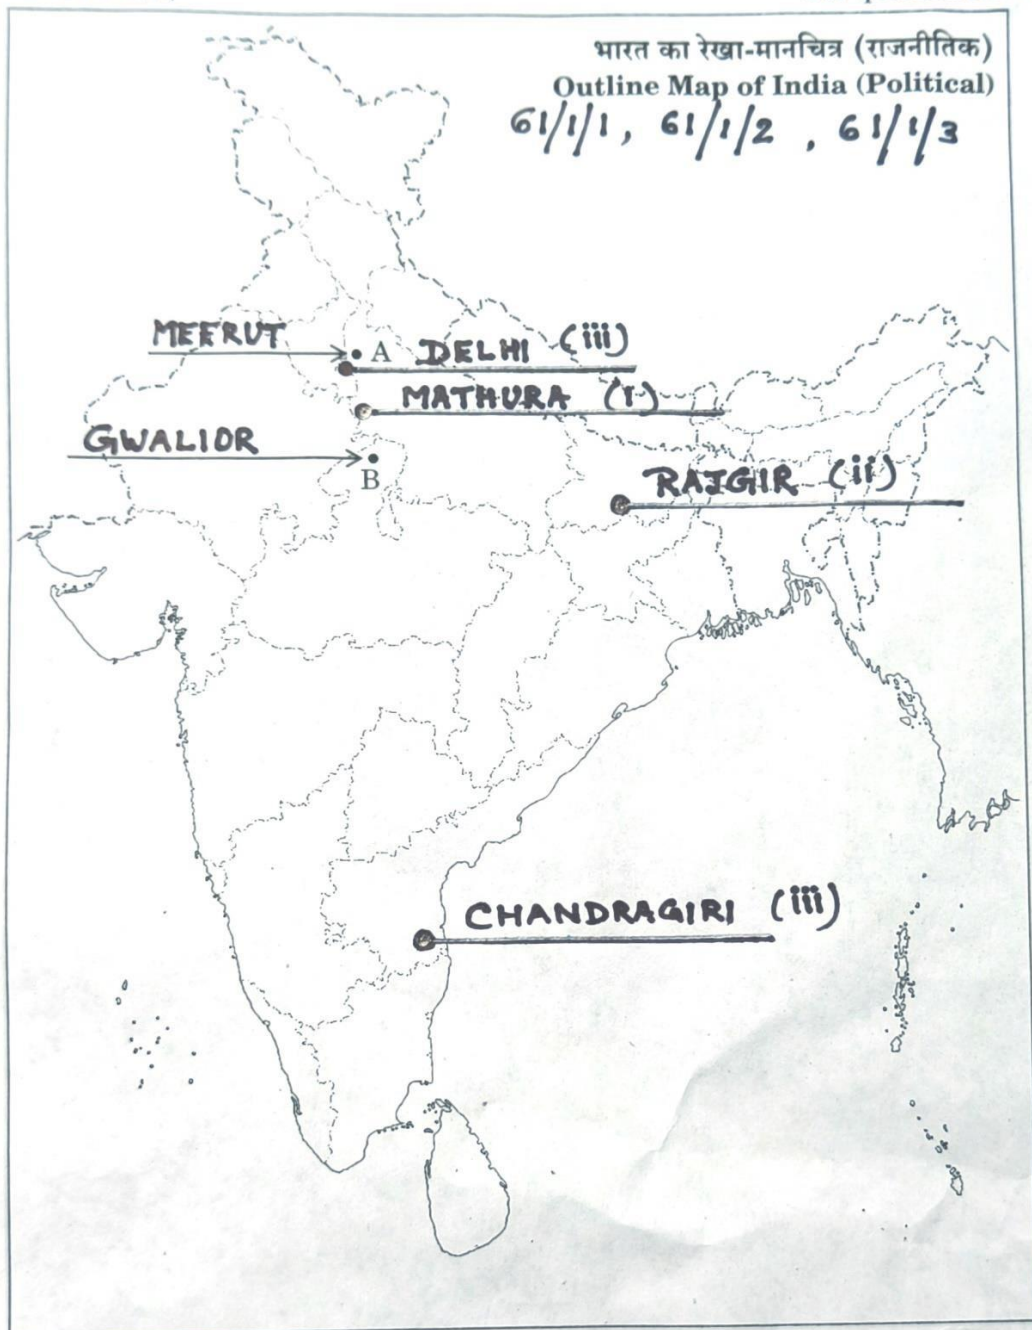 भारत का रेखा-मानचित्र (राजनीतिक)
Outline Map of India (Political)
61/1/1, 61/1/2, 61/1/3
MEERUT
A
DELHI (iii)
MATHURA (i)
GWALIOR
B
RAJGIR (ii)
CHANDRAGIRI (iii)